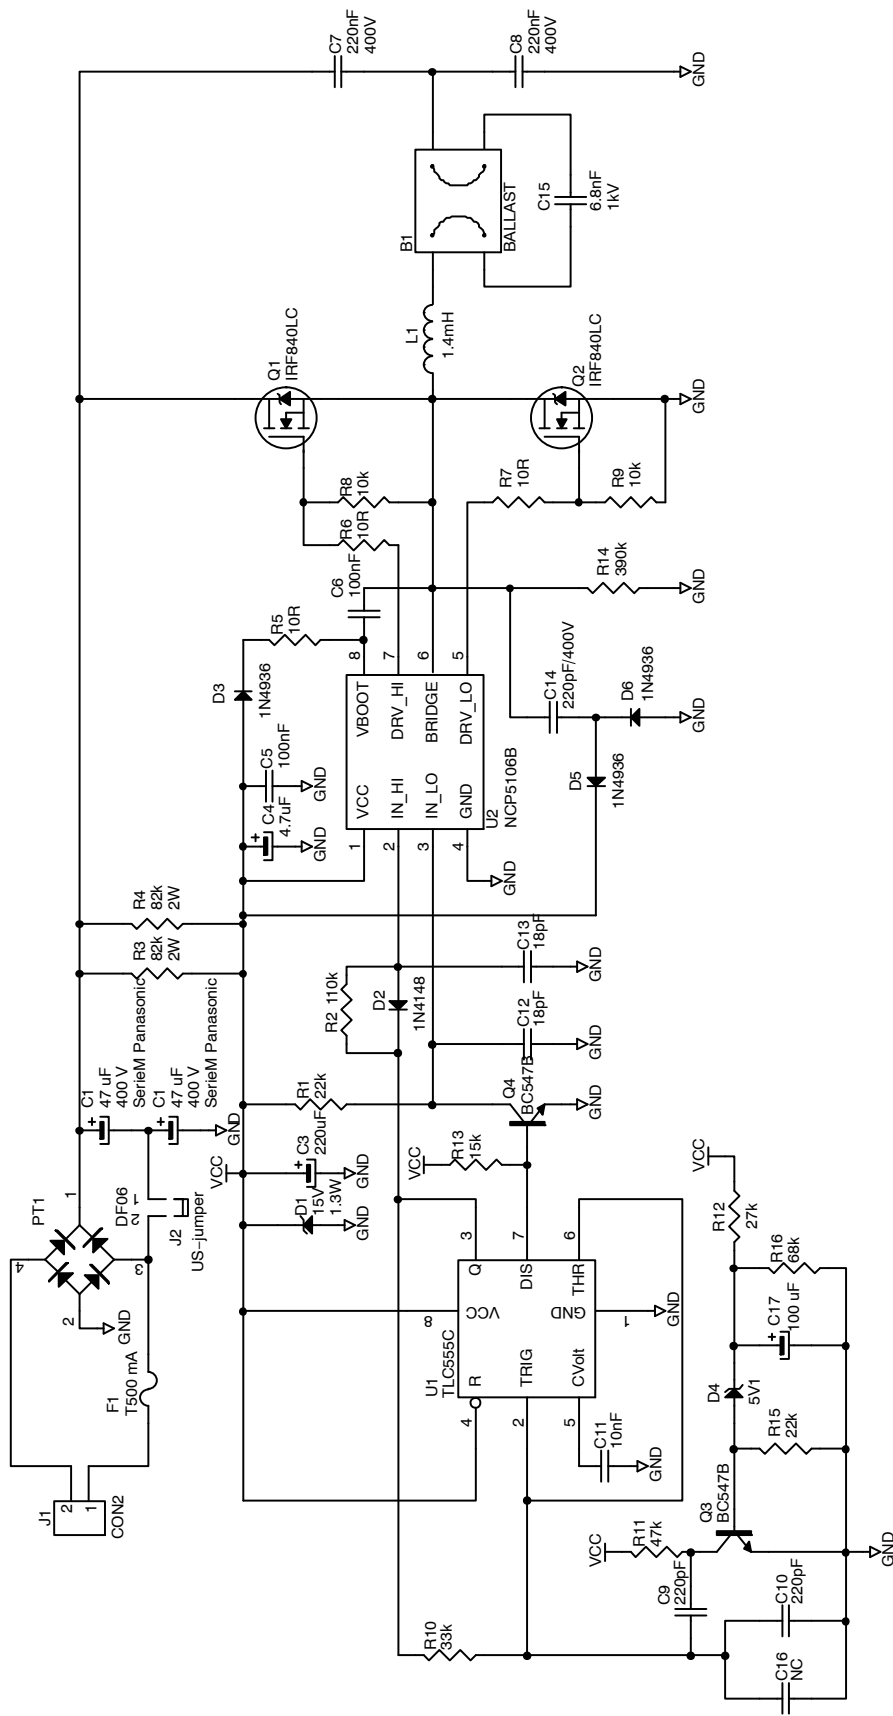 J1
2
1
CON2
F1
T500 mA
PT1
4
1
2
3
DF06
GND
1
2
J2
US-jumper
C1
47 uF
400 V
SerieM Panasonic
C1
47 uF
400 V
SerieM Panasonic
GND
R3
82k
2W
R4
82k
2W
VCC
D1
15V
1.3W
GND
C3
220uF
GND
R1
22k
R2
110k
D2
1N4148
C4
4.7uF
GND
C5
100nF
GND
D3
1N4936
R5
10R
C6
100nF
R6
10R
R8
10k
Q1
IRF840LC
C7
220nF
400V
C8
220nF
400V
GND
L1
1.4mH
B1
BALLAST
C15
6.8nF
1kV
VCC
IN_HI
IN_LO
GND
VBOOT
DRV_HI
BRIDGE
DRV_LO
1
2
3
4
8
7
6
5
U2
NCP5106B
GND
R7
10R
R9
10k
Q2
IRF840LC
GND
R14
390k
GND
C14
220pF/400V
D5
1N4936
D6
1N4936
GND
C12
18pF
GND
C13
18pF
GND
Q4
BC547B
GND
VCC
R13
15k
U1
TLC555C
R
TRIG
CVolt
VCC
GND
Q
DIS
THR
4
2
5
8
1
3
7
6
GND
C11
10nF
GND
R10
33k
VCC
R11
47k
C9
220pF
C16
NC
C10
220pF
Q3
BC547B
GND
R15
22k
D4
5V1
C17
100 uF
R16
68k
R12
27k
VCC